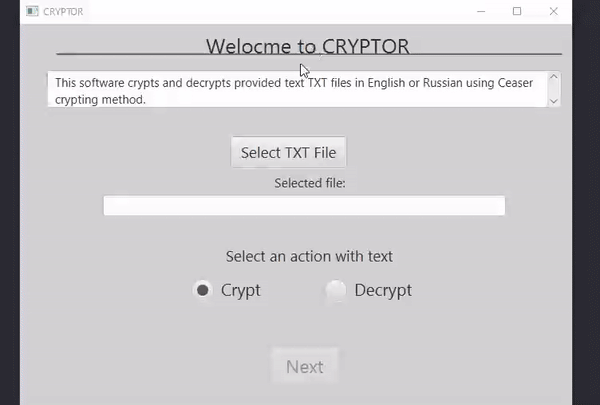 CRYPTOR
Welocme to CRYPTOR
This software crypts and decrypts provided text TXT files in English or Russian using Ceaser
crypting method.
Select TXT File
Selected file:
Select an action with text
Crypt
Decrypt
Next